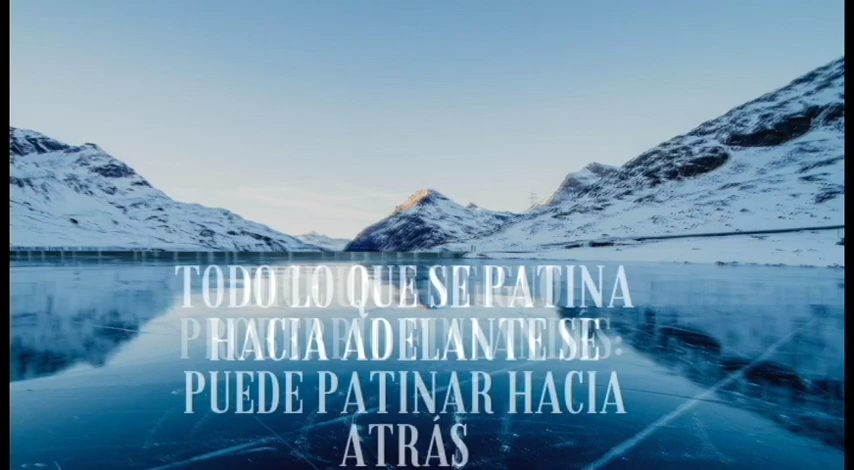 TODO LO QUE SE PATINA
HACIA ADELANTE SE
PUEDE PATINAR HACIA
ATRÁS